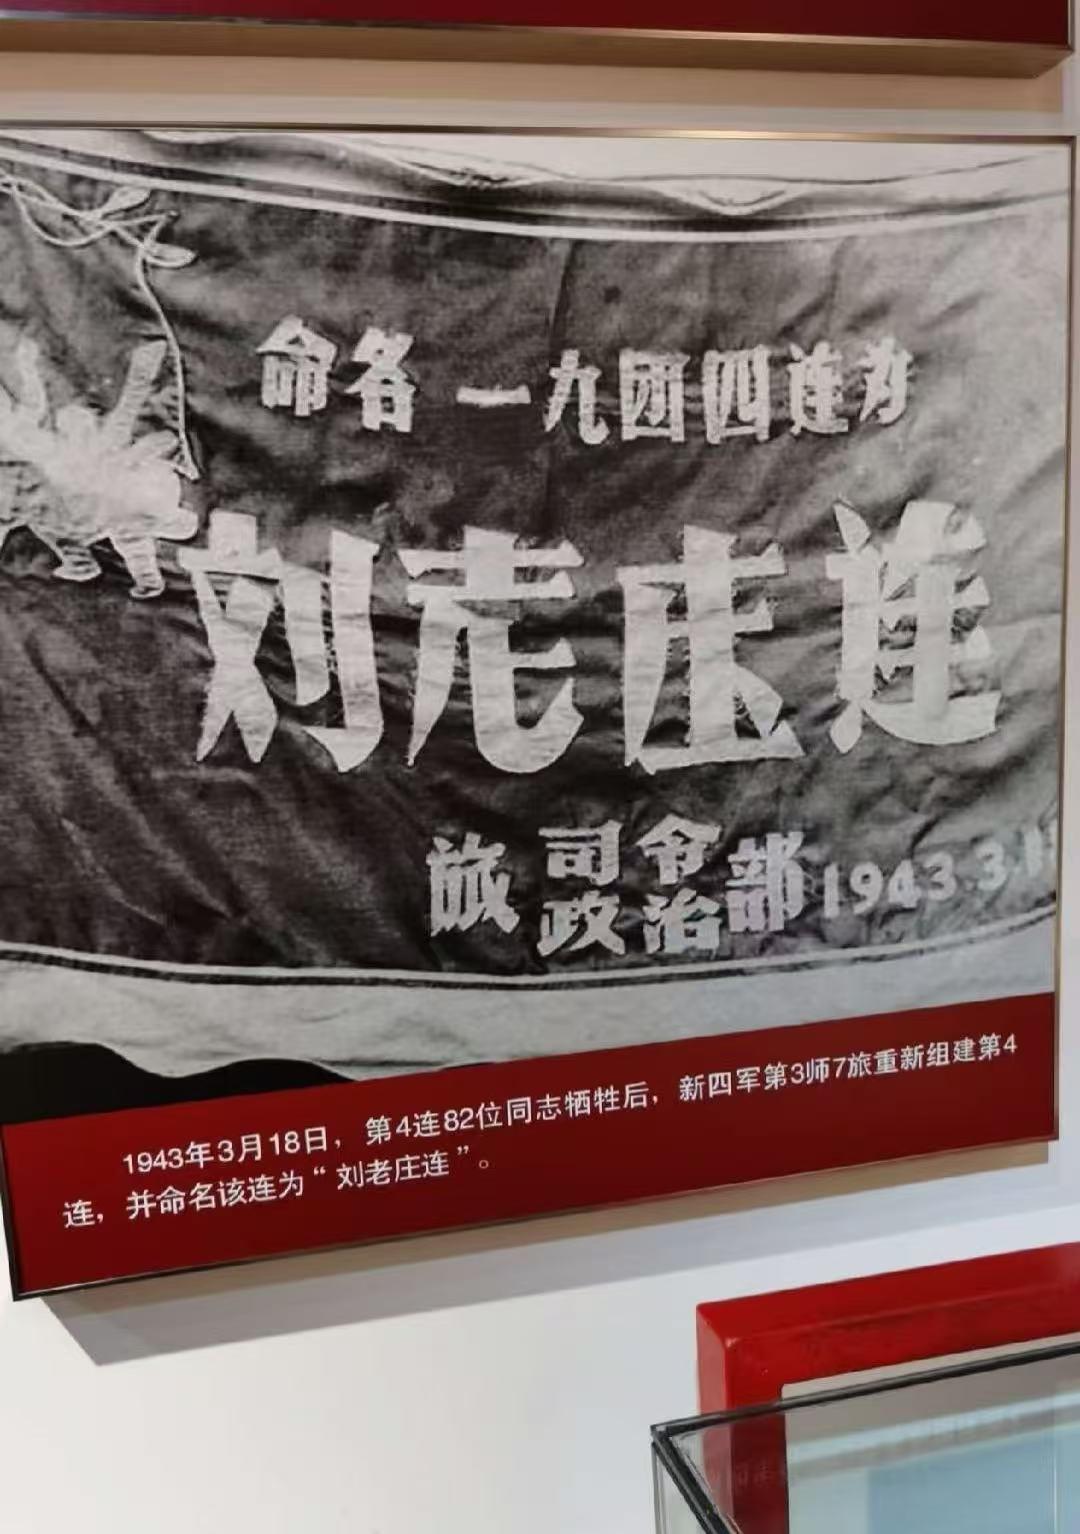 命名一九团四连为
刘老庄连
旅司令部
政治
1943.3.1
1943年3月18日，第4连82位同志牺牲后，新四军第3师7旅重新组建第4
连，并命名该连为“刘老庄连”。